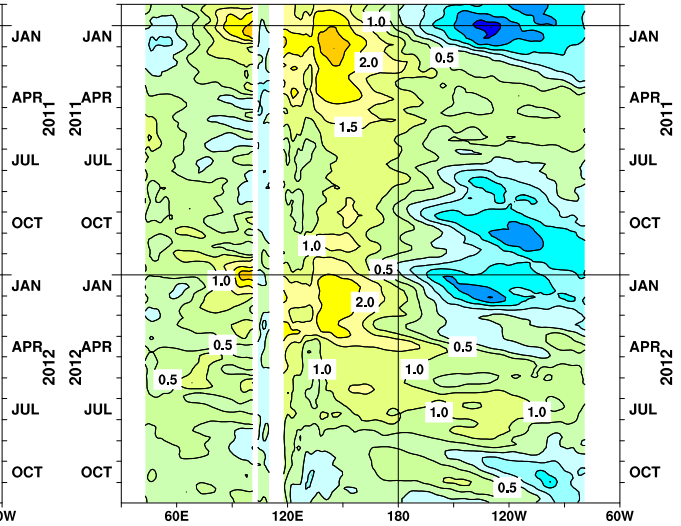 1.0
JAN JAN JAN
0.5
2.0
APR APR APR
2011 2011 2011
1.5
JUL JUL JUL
OCT OCT OCT
1.0
0.5
JAN JAN JAN
1.0
2.0
0.5 0.5
APR APR APR
2012 2012 2012
1.0 1.0
0.5
JUL JUL JUL
1.0 1.0
OCT OCT OCT
0.5
0W 60E 120E 180 120W 60W